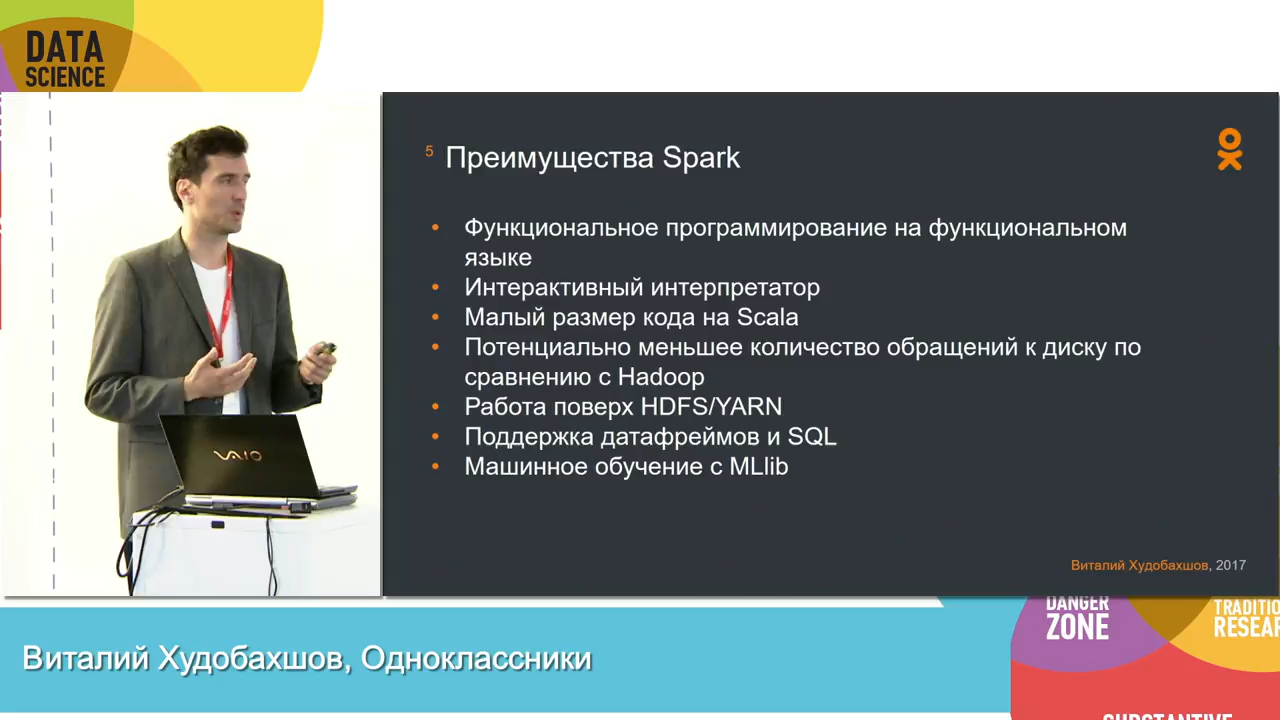 DATA
SCIENCE
5 Преимущества Spark
• Функциональное программирование на функциональном
языке
• Интерактивный интерпретатор
• Малый размер кода на Scala
• Потенциально меньшее количество обращений к диску по
сравнению с Hadoop
• Работа поверх HDFS/YARN
• Поддержка датафреймов и SQL
• Машинное обучение с MLlib
VAIO
Виталий Худобахшов, 2017
DANGER
ZONE
Виталий Худобахшов, Одноклассники